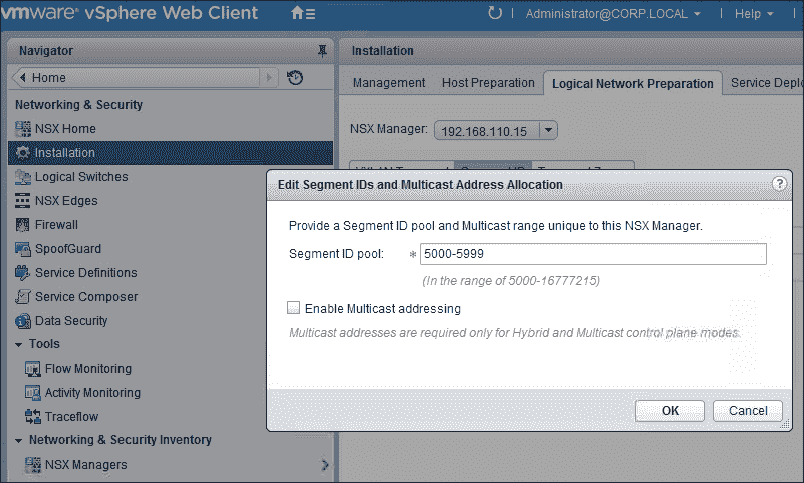 vmware vSphere Web Client
Administrator@CORP.LOCAL
Help
Navigator
Home
Networking & Security
NSX Home
Installation
Logical Switches
NSX Edges
Firewall
SpoofGuard
Service Definitions
Service Composer
Data Security
Tools
Flow Monitoring
Activity Monitoring
Traceflow
Networking & Security Inventory
NSX Managers
Installation
Management
Host Preparation
Logical Network Preparation
Service Deplo
NSX Manager:
192.168.110.15
Edit Segment IDs and Multicast Address Allocation
?
Provide a Segment ID pool and Multicast range unique to this NSX Manager.
Segment ID pool: * 5000-5999
(In the range of 5000-16777215)
Enable Multicast addressing
Multicast addresses are required only for Hybrid and Multicast control plane modes.
OK
Cancel